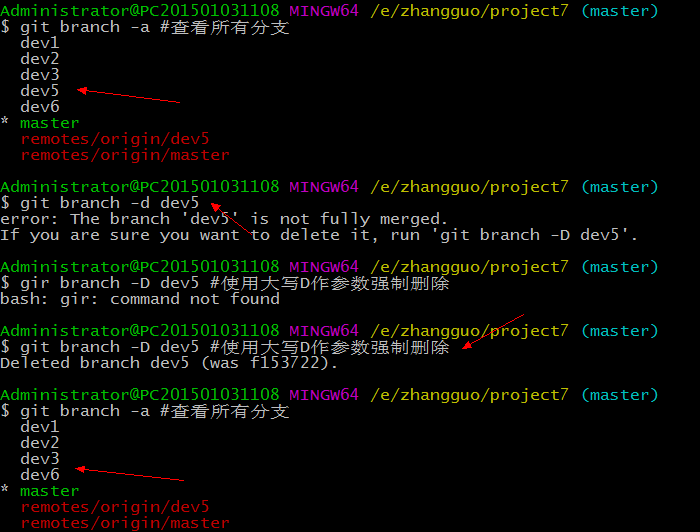 Administrator@PC201501031108 MINGW64 /e/zhangguo/project7 (master)
$ git branch -a #查看所有分支
  dev1
  dev2
  dev3
  dev5
  dev6
* master
  remotes/origin/dev5
  remotes/origin/master

Administrator@PC201501031108 MINGW64 /e/zhangguo/project7 (master)
$ git branch -d dev5
error: The branch 'dev5' is not fully merged.
If you are sure you want to delete it, run 'git branch -D dev5'.

Administrator@PC201501031108 MINGW64 /e/zhangguo/project7 (master)
$ gir branch -D dev5 #使用大写D作参数强制删除
bash: gir: command not found

Administrator@PC201501031108 MINGW64 /e/zhangguo/project7 (master)
$ git branch -D dev5 #使用大写D作参数强制删除
Deleted branch dev5 (was f153722).

Administrator@PC201501031108 MINGW64 /e/zhangguo/project7 (master)
$ git branch -a #查看所有分支
  dev1
  dev2
  dev3
  dev6
* master
  remotes/origin/dev5
  remotes/origin/master